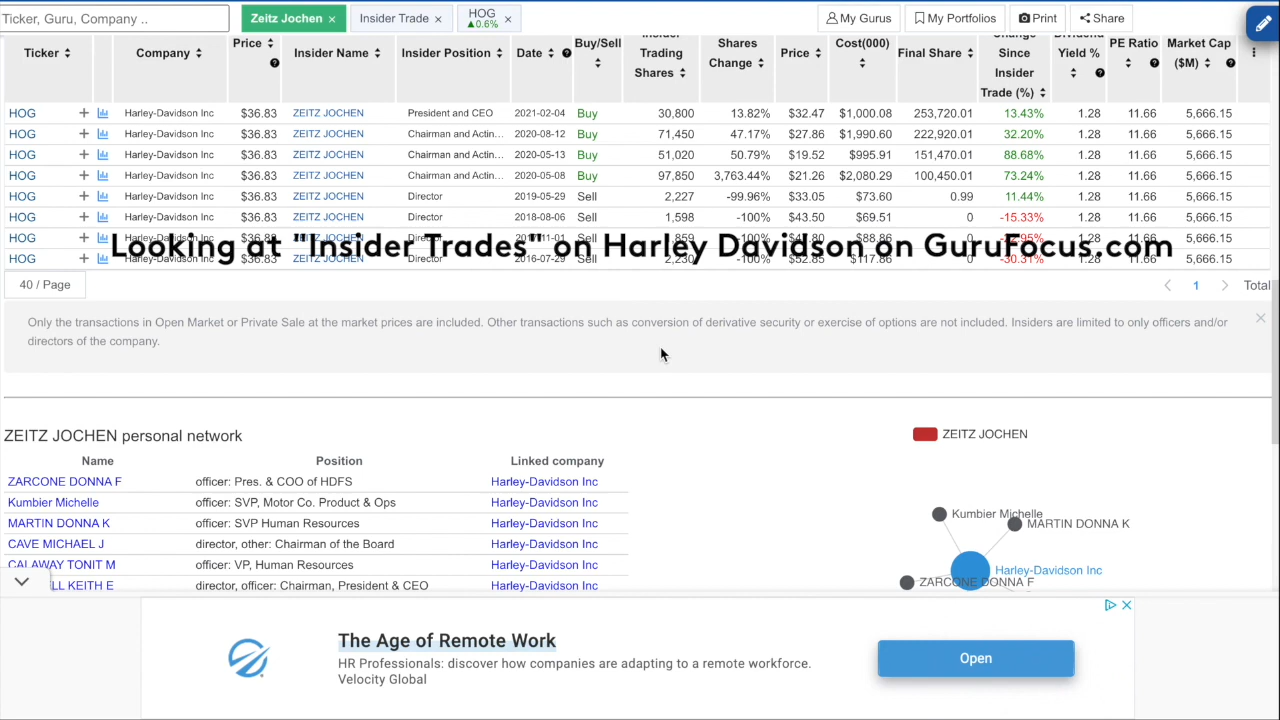 Ticker, Guru, Company ..
Zeitz Jochen ×
Insider Trade ×
HOG
▲0.6% ×
My Gurus
My Portfolios
Print
Share
Ticker Company Price Insider Name Insider Position Date Buy/Sell Insider Trading Shares Shares Change Price Cost(000) Final Share Change Since Insider Trade (%) Dividend Yield % PE Ratio Market Cap ($M)
HOG Harley-Davidson Inc $36.83 ZEITZ JOCHEN President and CEO 2021-02-04 Buy 30,800 13.82% $32.47 $1,000.08 253,720.01 13.43% 1.28 11.66 5,666.15
HOG Harley-Davidson Inc $36.83 ZEITZ JOCHEN Chairman and Actin... 2020-08-12 Buy 71,450 47.17% $27.86 $1,990.60 222,920.01 32.20% 1.28 11.66 5,666.15
HOG Harley-Davidson Inc $36.83 ZEITZ JOCHEN Chairman and Actin... 2020-05-13 Buy 51,020 50.79% $19.52 $995.91 151,470.01 88.68% 1.28 11.66 5,666.15
HOG Harley-Davidson Inc $36.83 ZEITZ JOCHEN Chairman and Actin... 2020-05-08 Buy 97,850 3,763.44% $21.26 $2,080.29 100,450.01 73.24% 1.28 11.66 5,666.15
HOG Harley-Davidson Inc $36.83 ZEITZ JOCHEN Director 2019-05-29 Sell 2,227 -99.96% $33.05 $73.60 0.99 11.44% 1.28 11.66 5,666.15
HOG Harley-Davidson Inc $36.83 ZEITZ JOCHEN Director 2018-08-06 Sell 1,598 -100% $43.50 $69.51 0 -15.33% 1.28 11.66 5,666.15
HOG Harley-Davidson Inc $36.83 ZEITZ JOCHEN Sell $88.86 1.28 11.66 5,666.15
Looking at "Insider Trades" on Harley Davidson on GuruFocus.com
HOG Harley-Davidson Inc $36.83 ZEITZ JOCHEN Director 2016-07-29 Sell 2,230 -100% $52.85 $117.86 0 -30.31% 1.28 11.66 5,666.15
40 / Page
1
Total
Only the transactions in Open Market or Private Sale at the market prices are included. Other transactions such as conversion of derivative security or exercise of options are not included. Insiders are limited to only officers and/or
directors of the company.
ZEITZ JOCHEN personal network
ZEITZ JOCHEN
Name Position Linked company
ZARCONE DONNA F officer: Pres. & COO of HDFS Harley-Davidson Inc
Kumbier Michelle officer: SVP, Motor Co. Product & Ops Harley-Davidson Inc
MARTIN DONNA K officer: SVP Human Resources Harley-Davidson Inc
CAVE MICHAEL J director, other: Chairman of the Board Harley-Davidson Inc
CALAWAY TONIT M officer: VP, Human Resources Harley-Davidson Inc
LL KEITH E director, officer: Chairman, President & CEO Harley-Davidson Inc
Kumbier Michelle
MARTIN DONNA K
Harley-Davidson Inc
ZARCONE DONNA F
The Age of Remote Work
HR Professionals: discover how companies are adapting to a remote workforce.
Velocity Global
Open